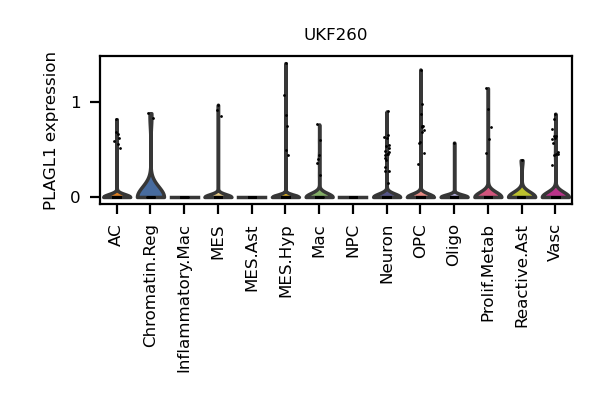 UKF260
PLAGL1 expression
1
0
AC
Chromatin.Reg
Inflammatory.Mac
MES
MES.Ast
MES.Hyp
Mac
NPC
Neuron
OPC
Oligo
Prolif.Metab
Reactive.Ast
Vasc